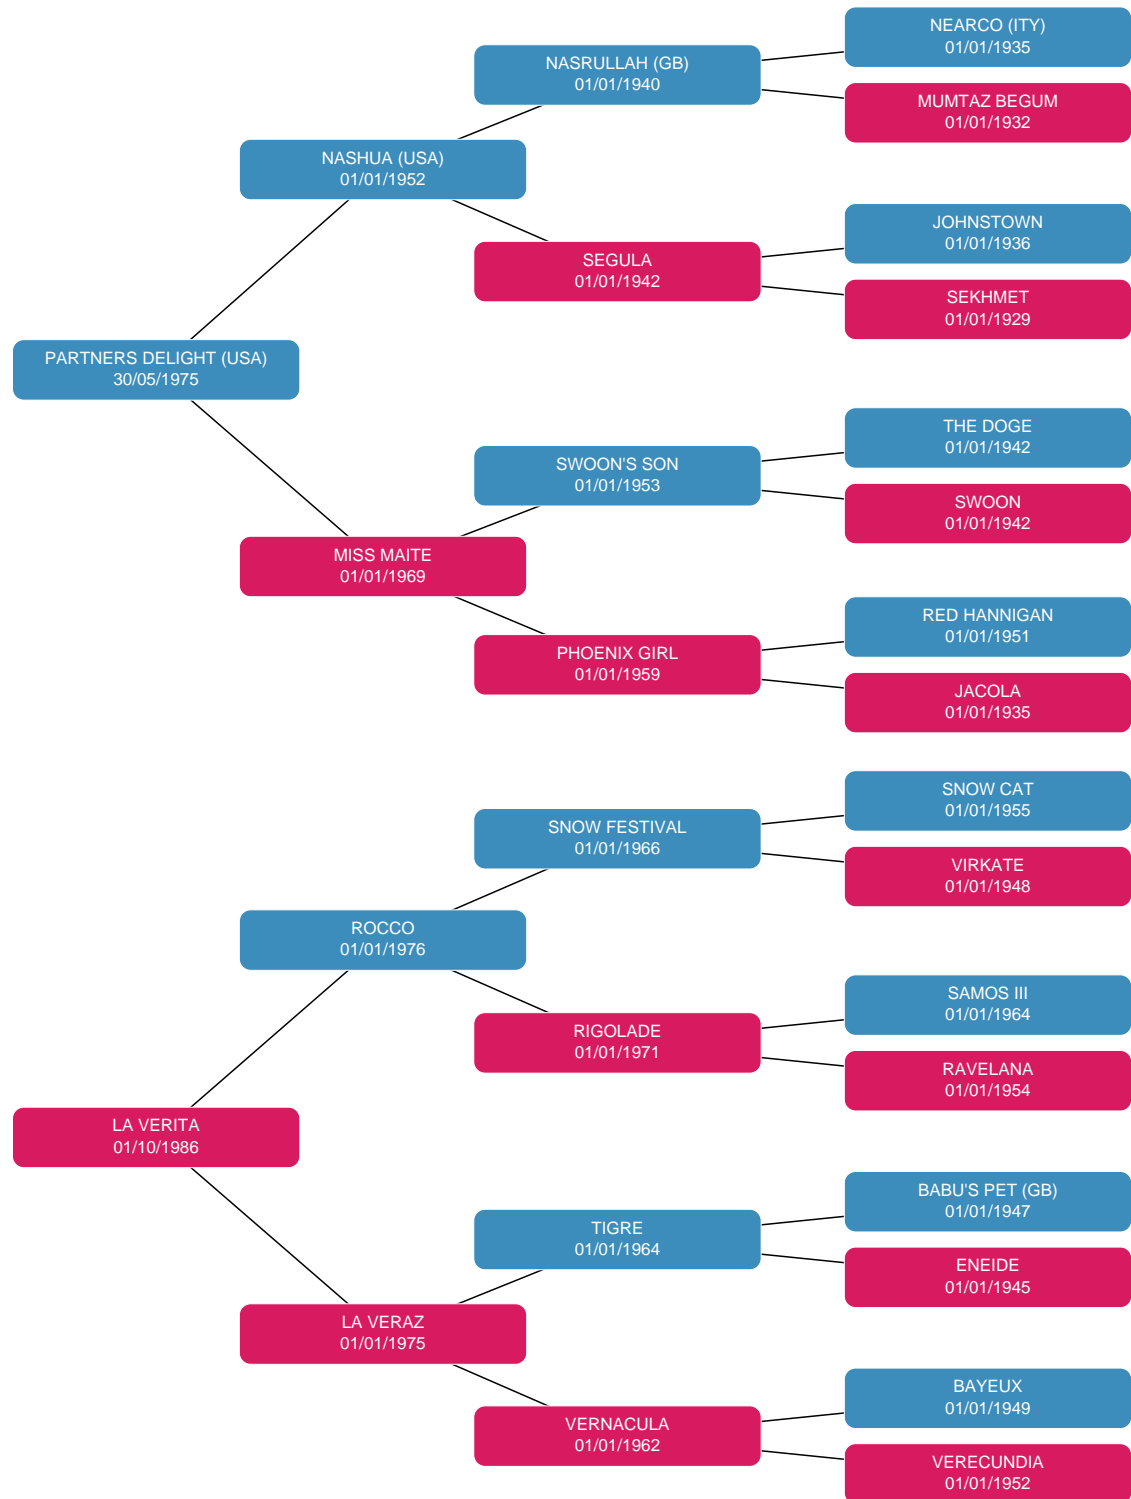 NEARCO (ITY)
01/01/1935
NASRULLAH (GB)
01/01/1940
MUMTAZ BEGUM
01/01/1932
NASHUA (USA)
01/01/1952
JOHNSTOWN
01/01/1936
SEGULA
01/01/1942
SEKHMET
01/01/1929
PARTNERS DELIGHT (USA)
30/05/1975
THE DOGE
01/01/1942
SWOON'S SON
01/01/1953
SWOON
01/01/1942
MISS MAITE
01/01/1969
RED HANNIGAN
01/01/1951
PHOENIX GIRL
01/01/1959
JACOLA
01/01/1935
SNOW CAT
01/01/1955
SNOW FESTIVAL
01/01/1966
VIRKATE
01/01/1948
ROCCO
01/01/1976
SAMOS III
01/01/1964
RIGOLADE
01/01/1971
RAVELANA
01/01/1954
LA VERITA
01/10/1986
BABU'S PET (GB)
01/01/1947
TIGRE
01/01/1964
ENEIDE
01/01/1945
LA VERAZ
01/01/1975
BAYEUX
01/01/1949
VERNACULA
01/01/1962
VERECUNDIA
01/01/1952